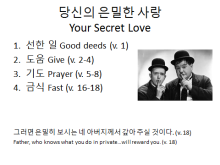 당신의 은밀한 사랑
Your Secret Love
1. 선한 일 Good deeds (v. 1)
2. 도움 Give (v. 2-4)
3. 기도 Prayer (v. 5-8)
4. 금식 Fast (v. 16-18)
그러면 은밀히 보시는 네 아버지께서 갚아 주실 것이다. (v. 18)
Father, who knows what you do in private...will reward you. (v. 18)